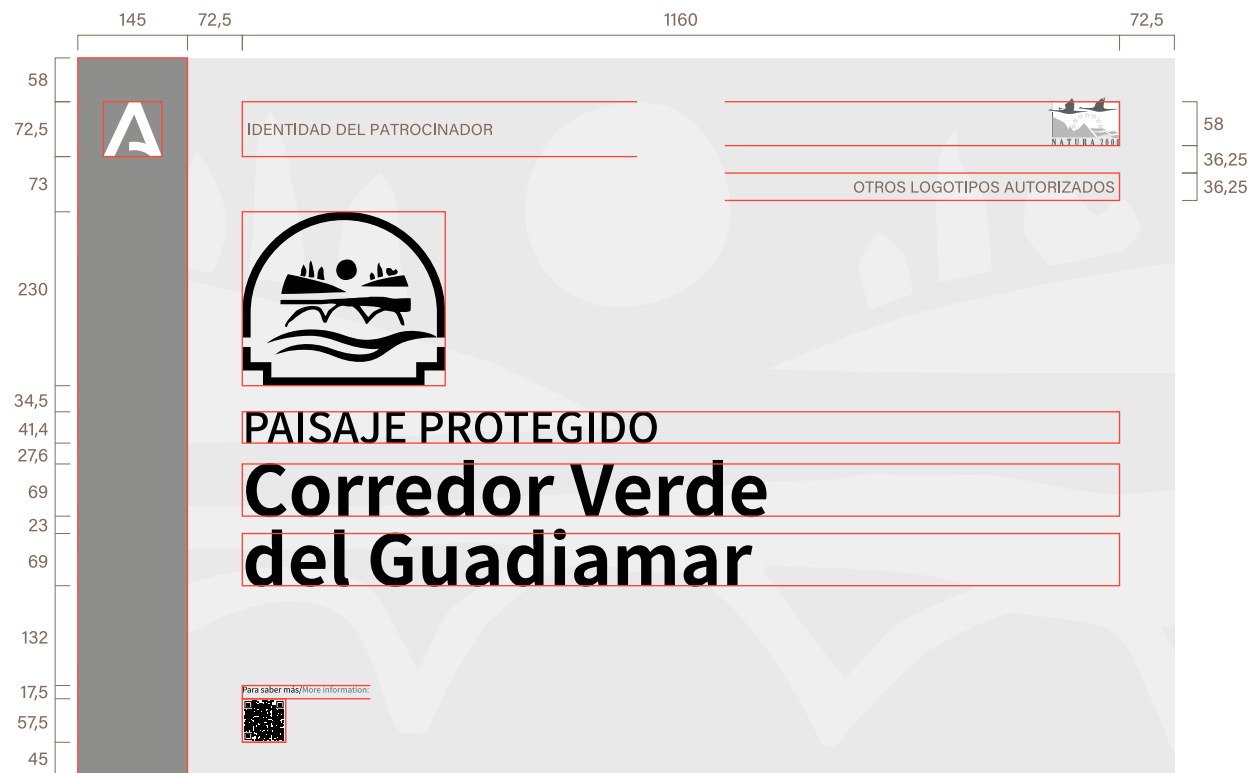 145 72,5 1160 72,5
58
72,5
73
230
34,5
41,4
27,6
69
23
69
132
17,5
57,5
45
IDENTIDAD DEL PATROCINADOR
NATURA 2000
58
36,25
36,25
OTROS LOGOTIPOS AUTORIZADOS
PAISAJE PROTEGIDO
Corredor Verde
del Guadiamar
Para saber más/More information: